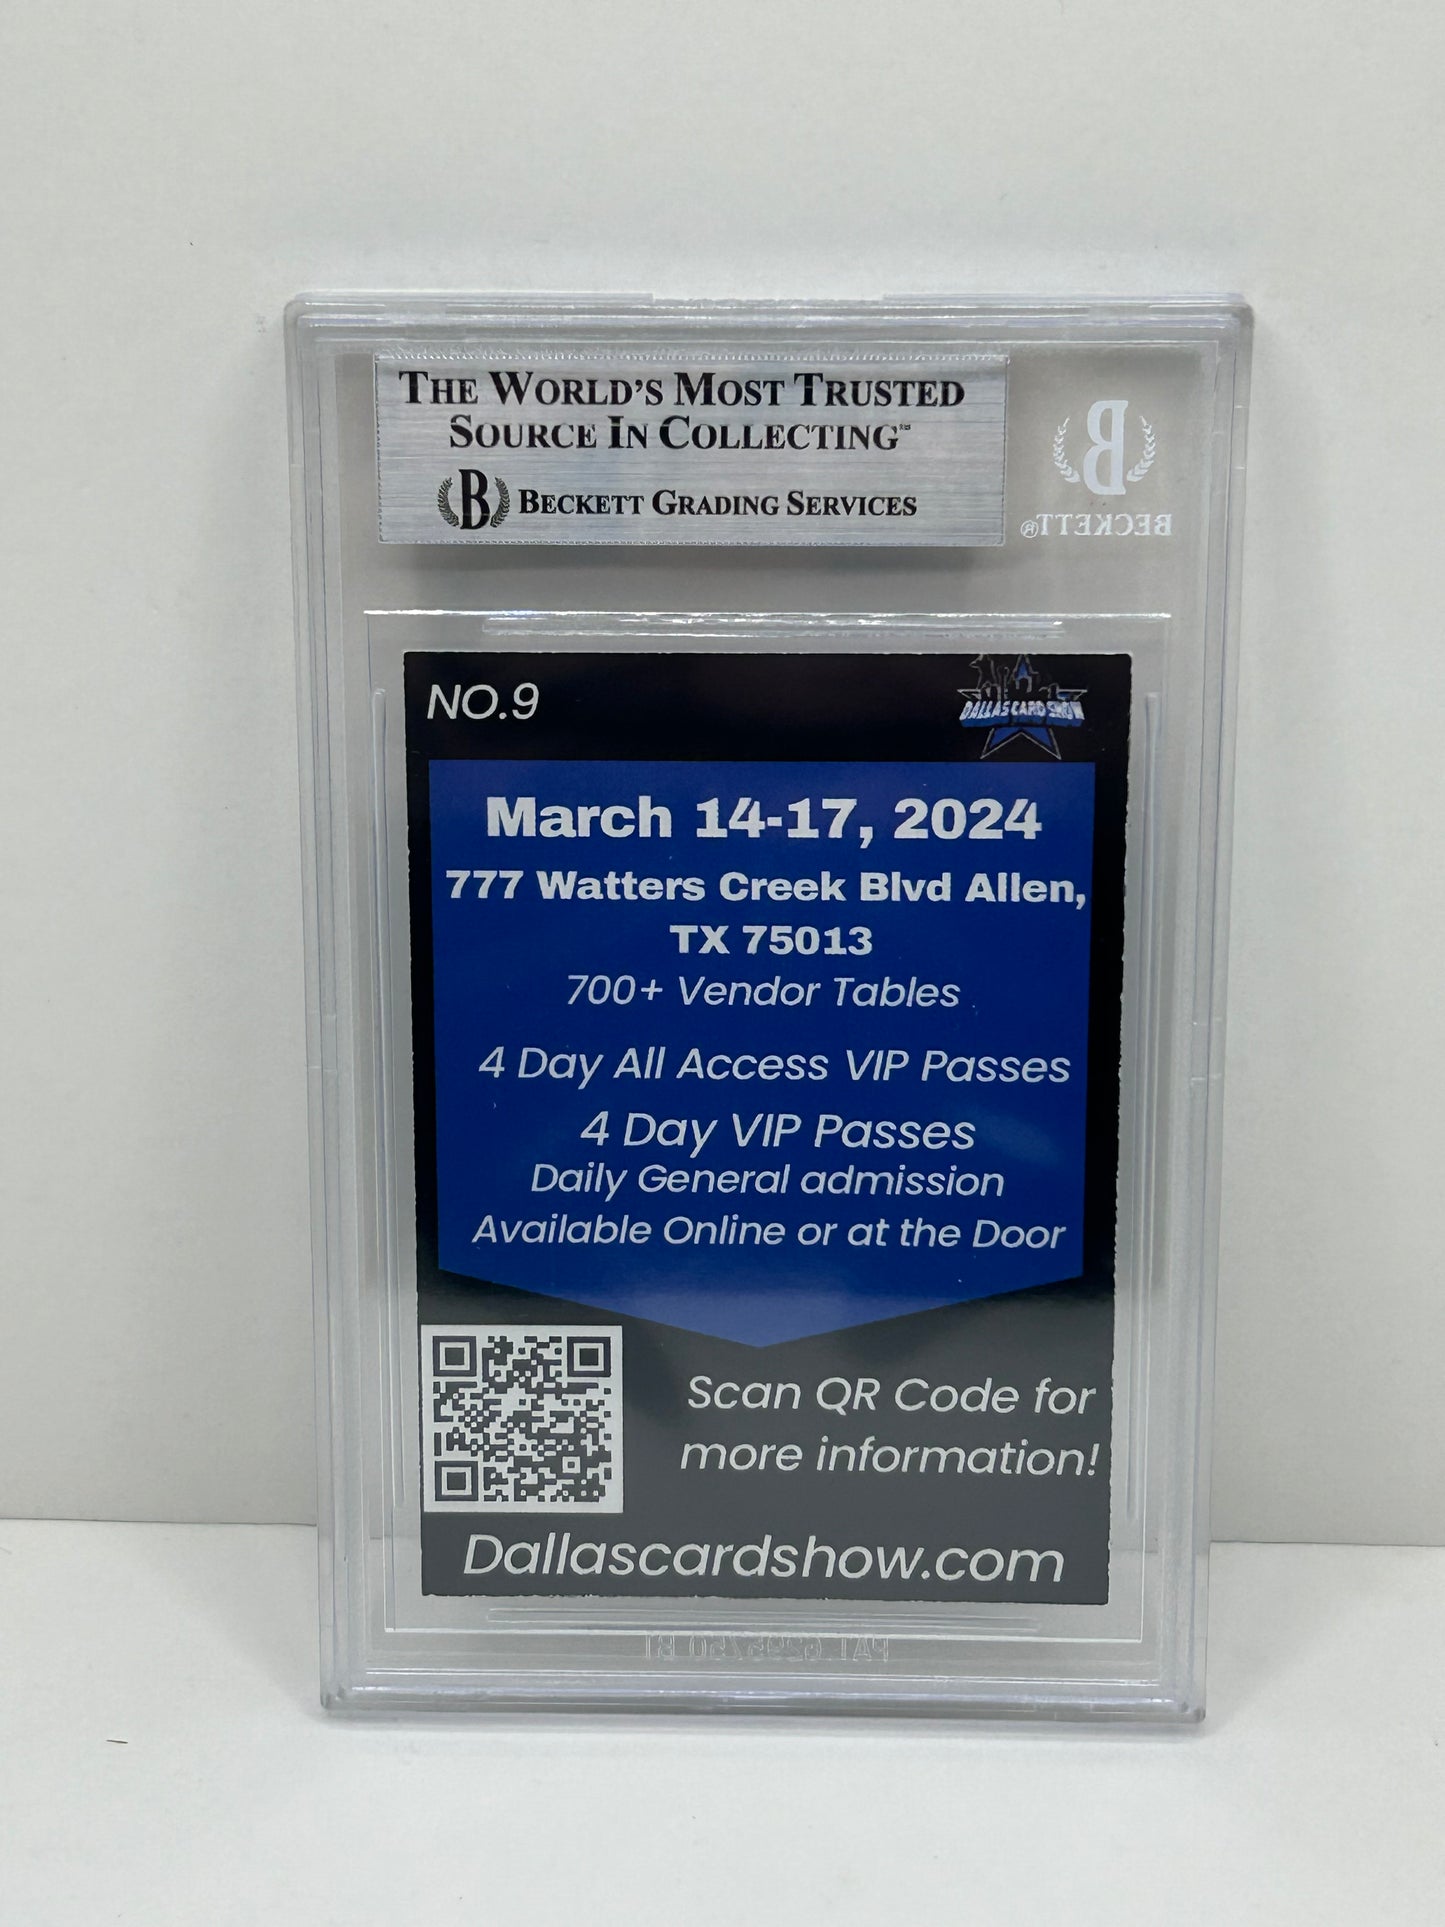 THE WORLD'S MOST TRUSTED
SOURCE IN COLLECTING
B BECKETT GRADING SERVICES
B
BECKETT®
NO.9
DALLAS CARD SHOW
March 14-17, 2024
777 Watters Creek Blvd Allen,
TX 75013
700+ Vendor Tables
4 Day All Access VIP Passes
4 Day VIP Passes
Daily General admission
Available Online or at the Door
Scan QR Code for
more information!
Dallascardshow.com